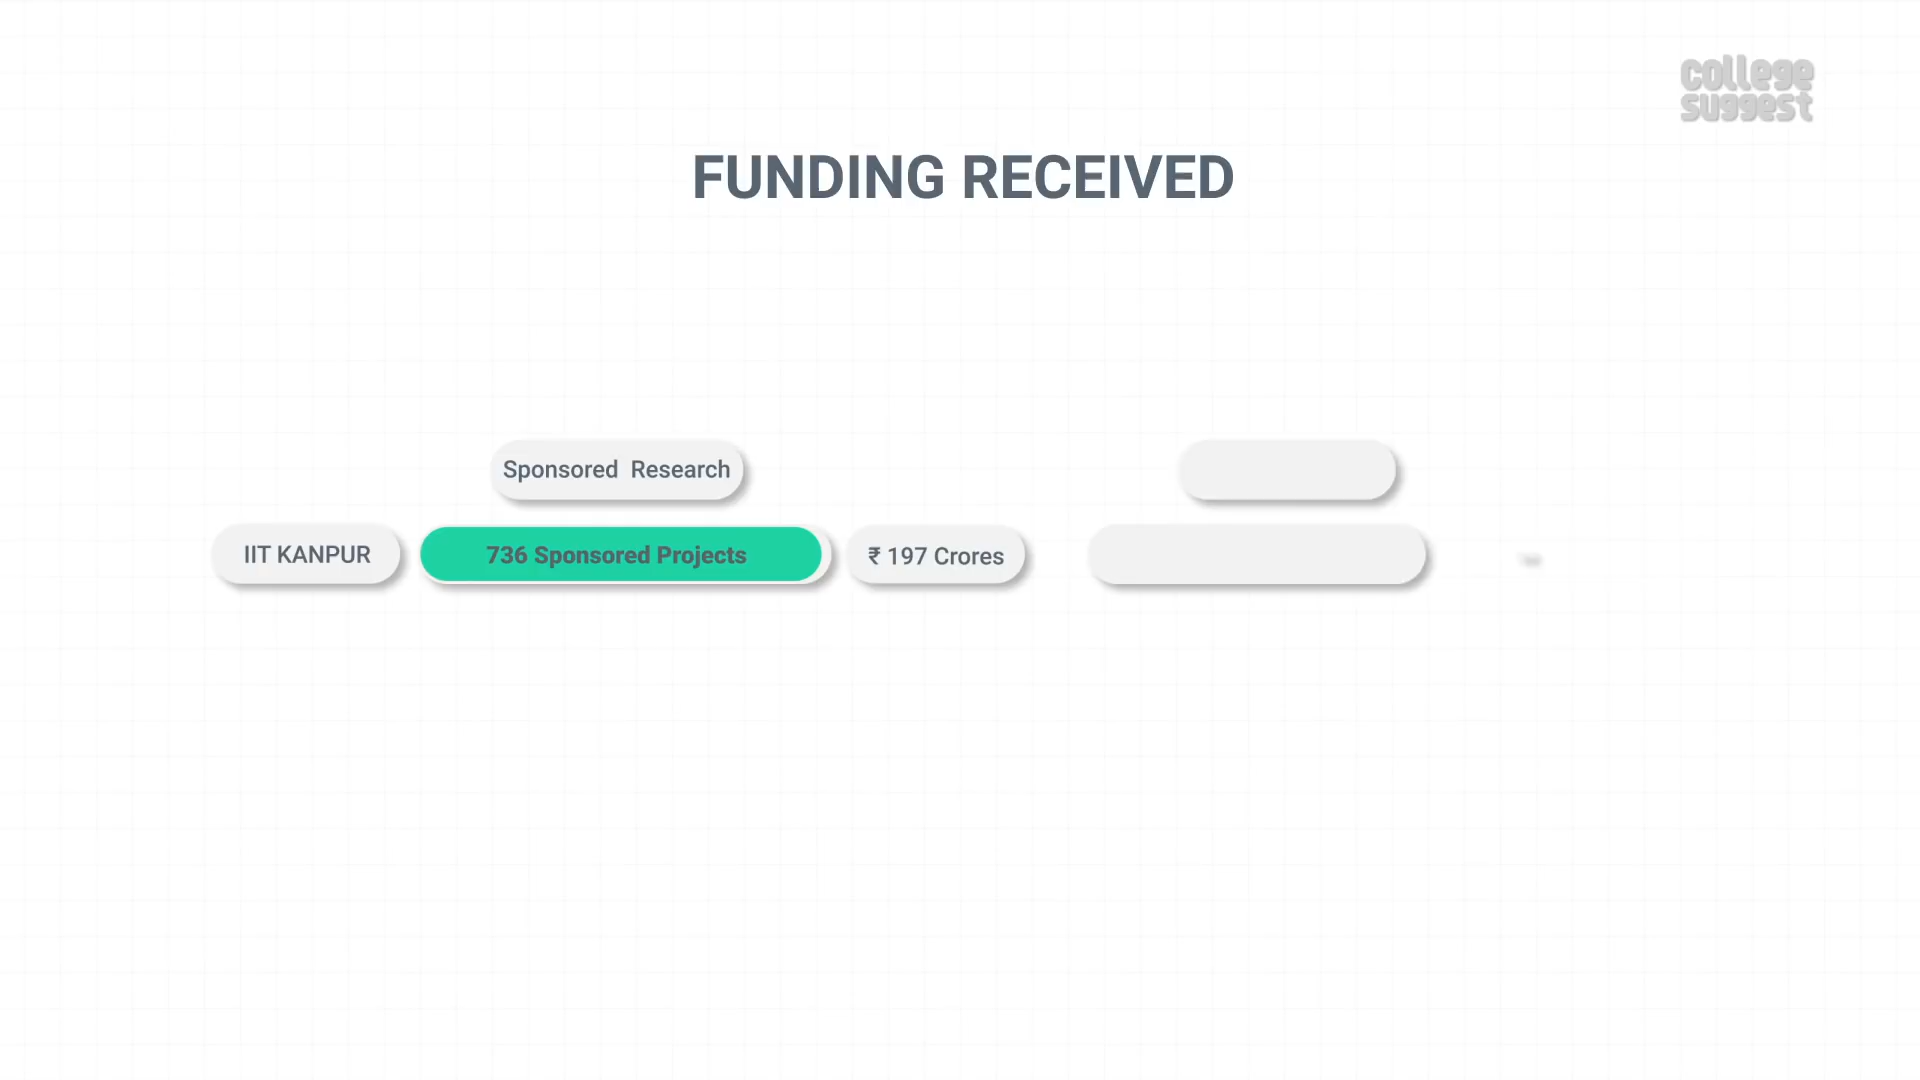 college
suggest
FUNDING RECEIVED
Sponsored Research
IIT KANPUR
736 Sponsored Projects
₹ 197 Crores